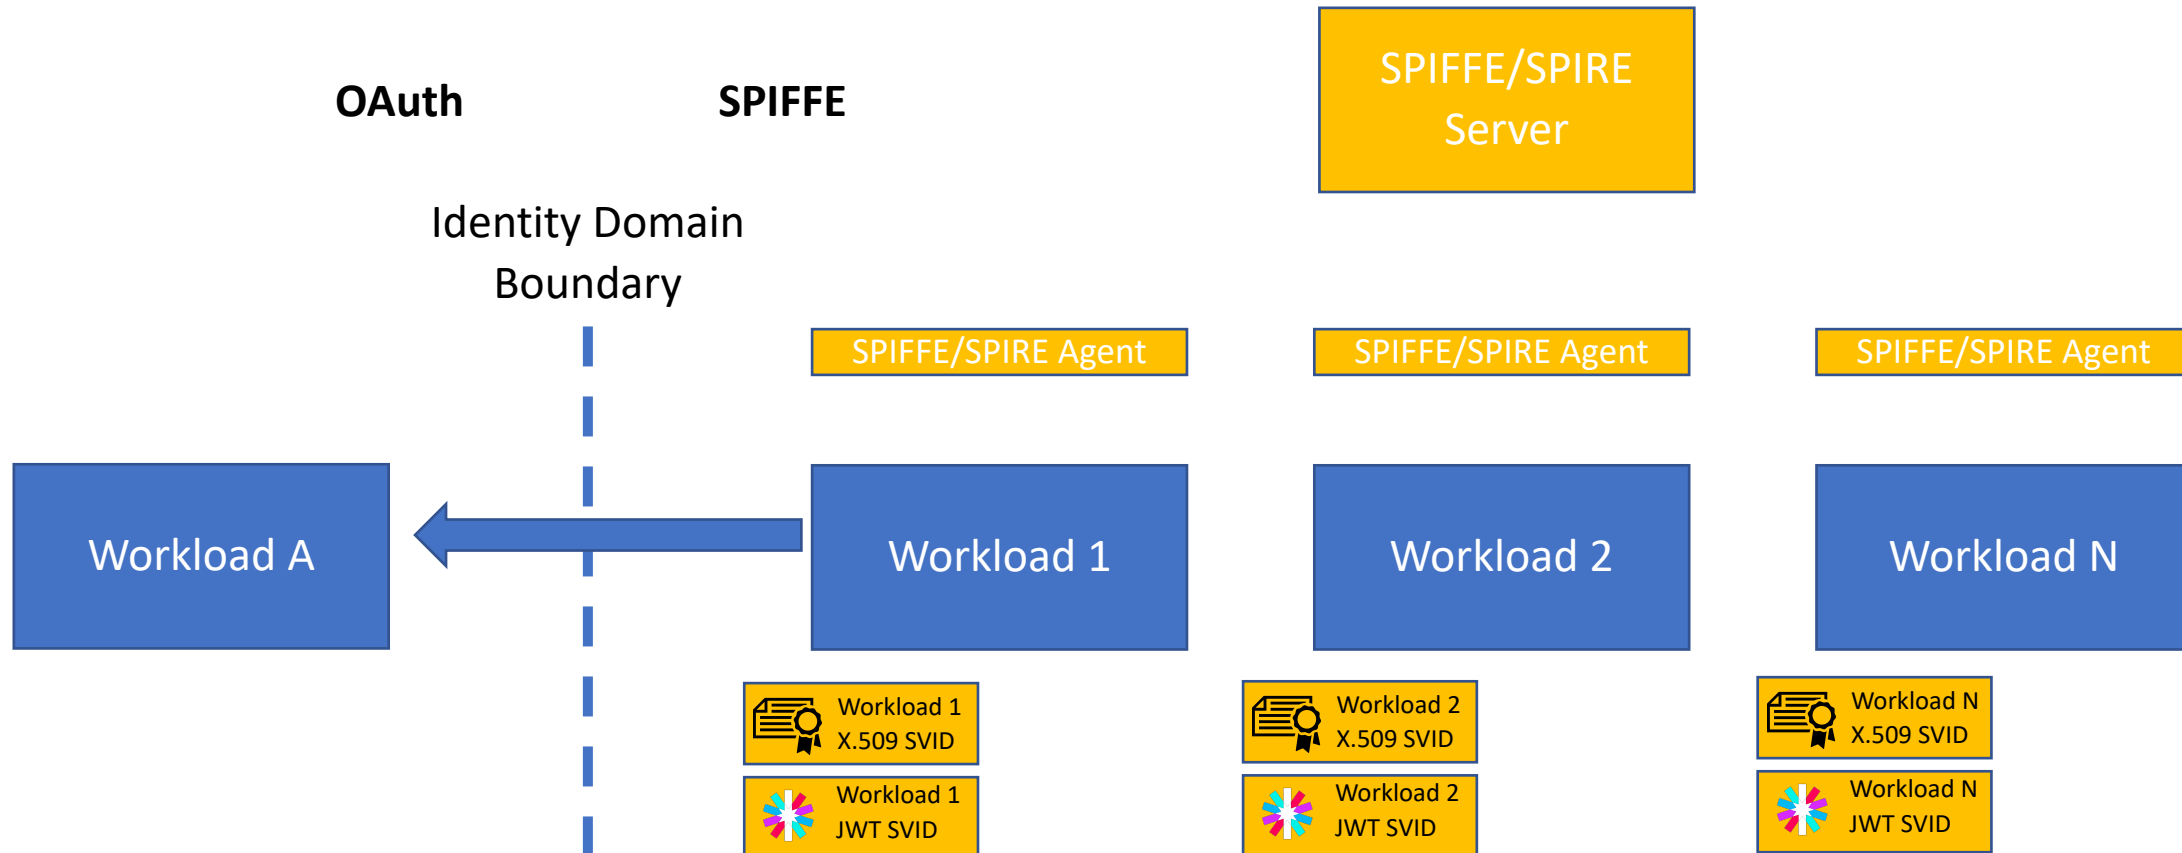 SPIFFE/SPIRE
Server
OAuth
SPIFFE
Identity Domain
Boundary
SPIFFE/SPIRE Agent
SPIFFE/SPIRE Agent
SPIFFE/SPIRE Agent
Workload A
Workload 1
Workload 2
Workload N
Workload 1
X.509 SVID
Workload 2
X.509 SVID
Workload N
X.509 SVID
Workload 1
JWT SVID
Workload 2
JWT SVID
Workload N
JWT SVID